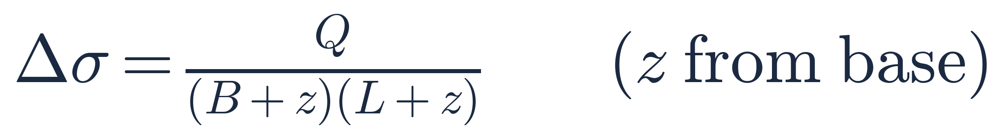 Δσ = Q / (B + z)(L + z) (z from base)